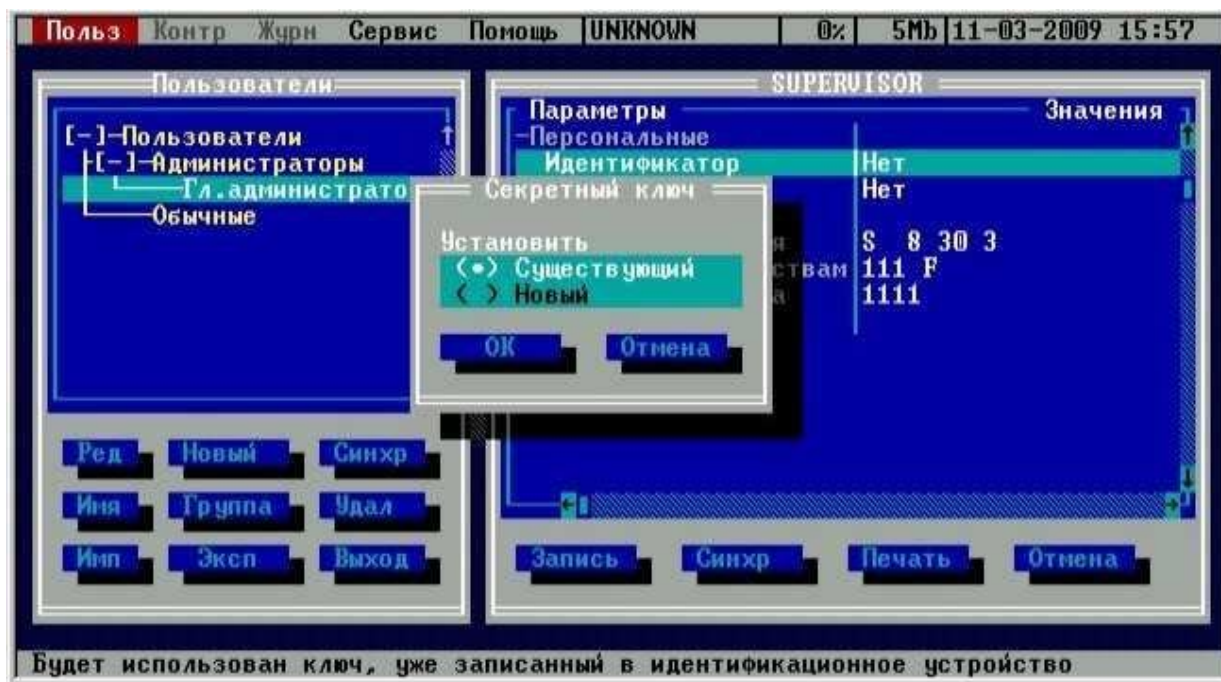 Польз Контр Журн Сервис Помощь UNKNOWN 0% 5Mb 11-03-2009 15:57
Пользователи
[-]-Пользователи
[-]-Администраторы
Гл.администрато
Обычные
Ред Новый Синхр
Имя Группа Удал
Имп Эксп Выход
SUPERVISOR
Параметры Значения
Персональные
Идентификатор Нет
Нет
S 8 30 3
111 F
1111
Секретный ключ
Установить
(•) Существующий
( ) Новый
OK Отмена
Запись Синхр Печать Отмена
Будет использован ключ, уже записанный в идентификационное устройство